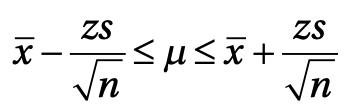 x̄ − zs/√n ≤ μ ≤ x̄ + zs/√n